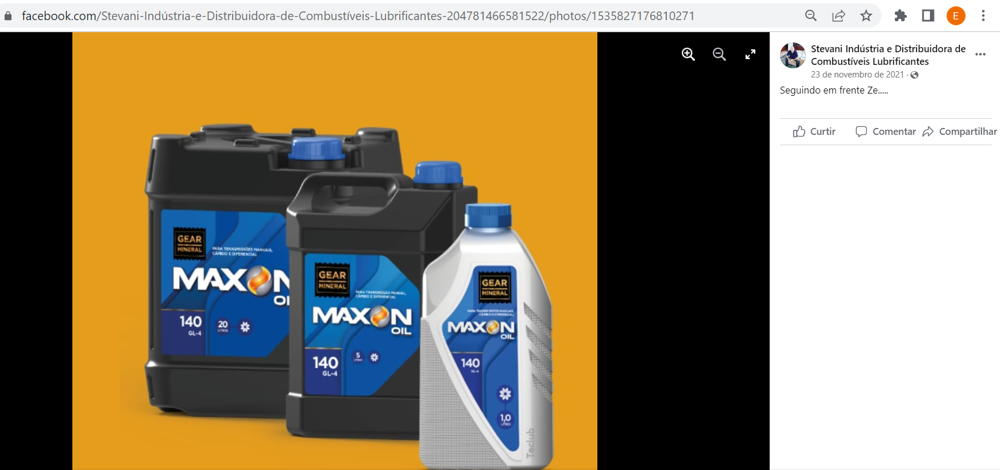 facebook.com/Stevani-Indústria-e-Distribuidora-de-Combustíveis-Lubrificantes-204781466581522/photos/1535827176810271
E
Stevani Indústria e Distribuidora de
Combustíveis Lubrificantes
23 de novembro de 2021
Seguindo em frente Ze.....
Curtir
Comentar
Compartilhar
GEAR
MINERAL
PARA TRANSMISSÕES MANUAIS,
CÂMBIO E DIFERENCIAL
MAXON
OIL
140
GL-4
20
LITROS
GEAR
MINERAL
PARA TRANSMISSÃO MANUAL,
CÂMBIO E DIFERENCIAL
MAXON
OIL
140
GL-4
5
LITROS
GEAR
MINERAL
PARA TRANSMISSÕES MANUAIS,
CÂMBIO E DIFERENCIAL
MAXON
OIL
140
GL-4
1,0
LITRO
Teclub